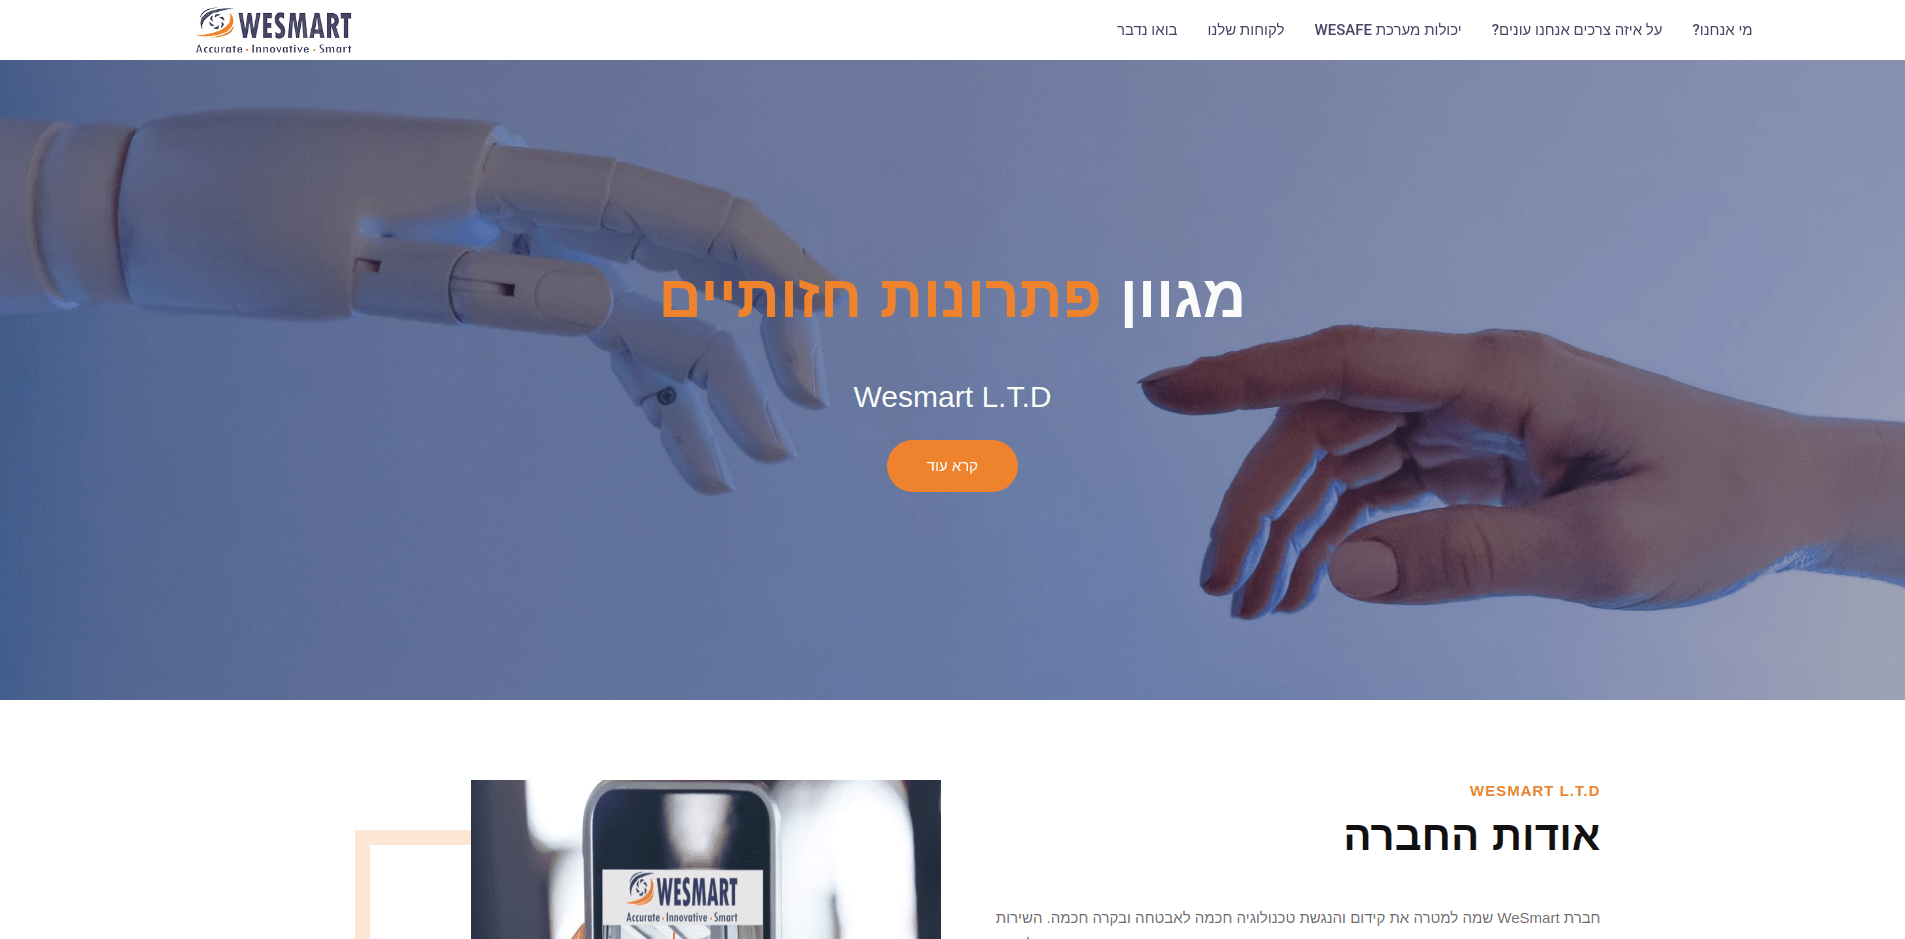 WESMART
Accurate · Innovative · Smart
מי אנחנו?
על איזה צרכים אנחנו עונים?
יכולות מערכת WESAFE
לקוחות שלנו
בואו נדבר
מגוון פתרונות חזותיים
Wesmart L.T.D
קרא עוד
WESMART L.T.D
אודות החברה
חברת WeSmart שמה למטרה את קידום והנגשת טכנולוגיה חכמה לאבטחה ובקרה חכמה. השירות
WESMART
Accurate · Innovative · Smart